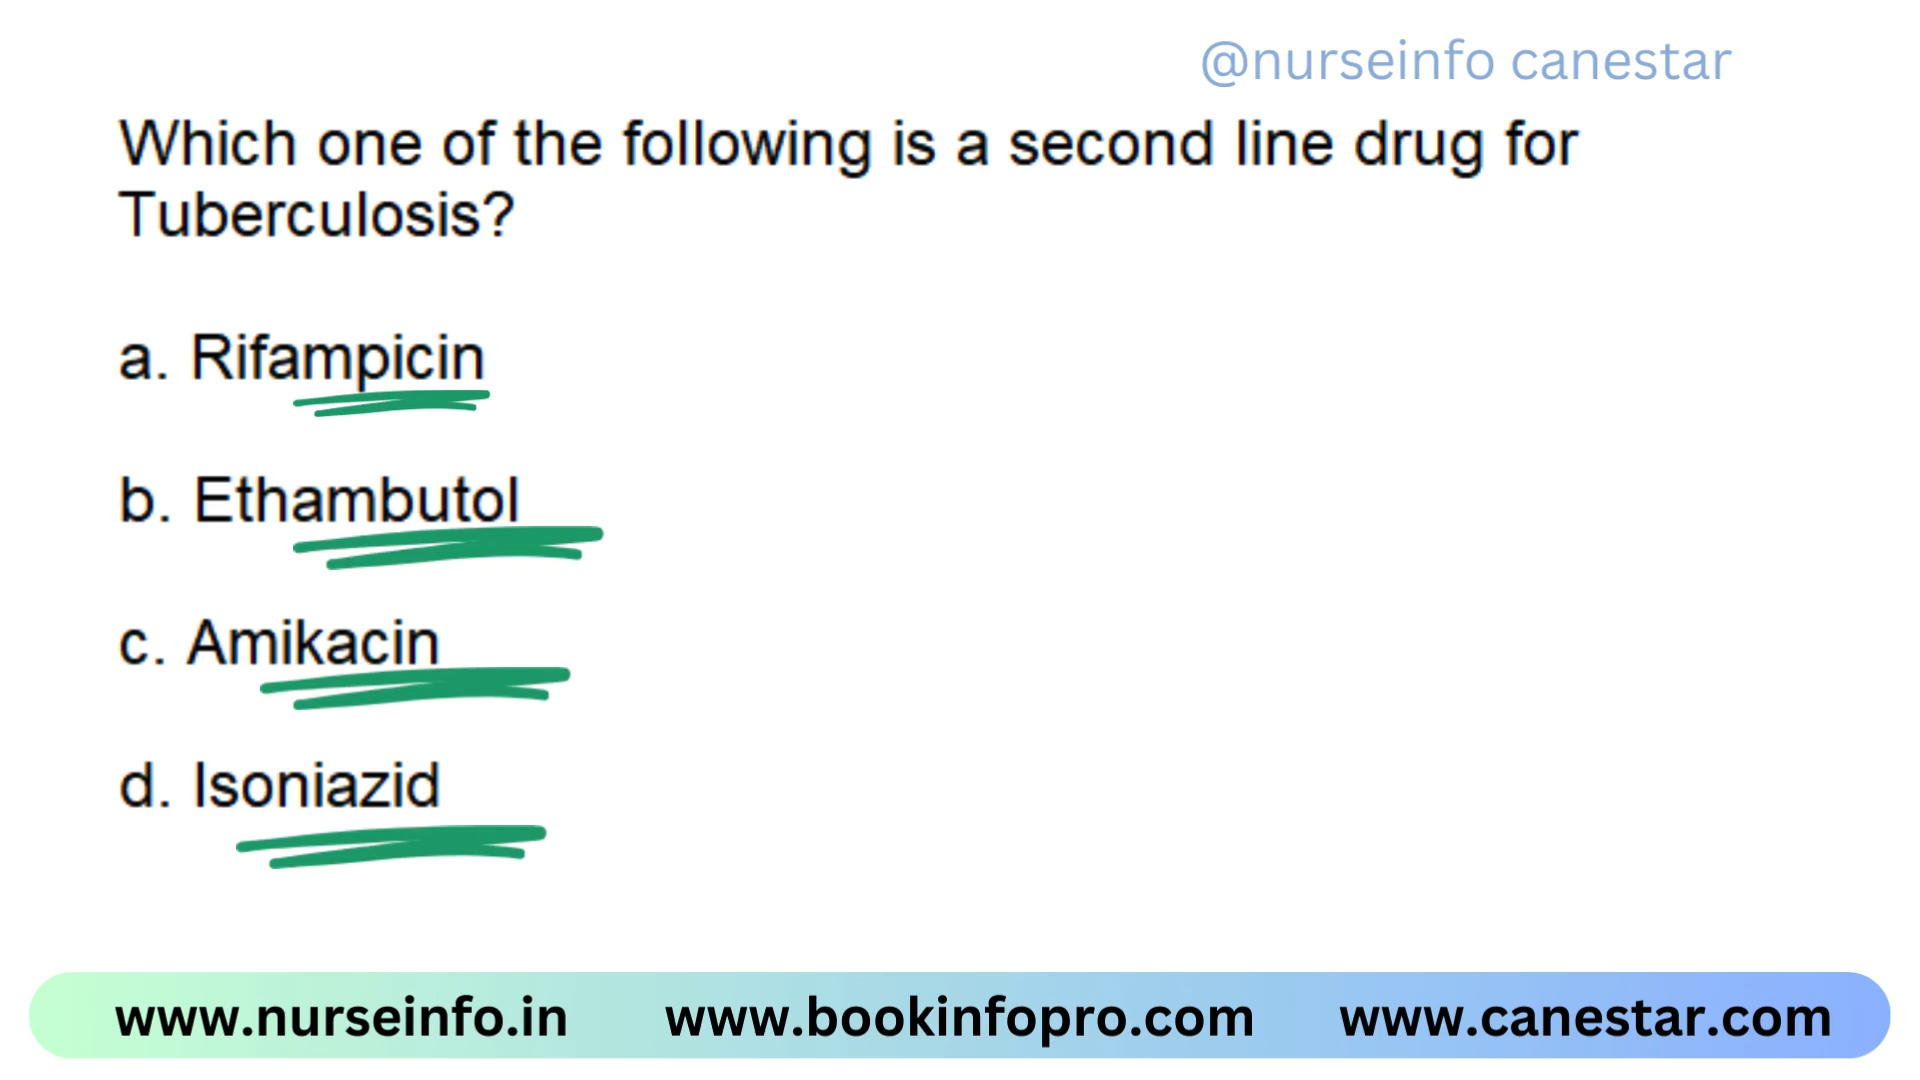 @nurseinfo canestar
Which one of the following is a second line drug for
Tuberculosis?
a. Rifampicin
b. Ethambutol
c. Amikacin
d. Isoniazid
www.nurseinfo.in www.bookinfopro.com www.canestar.com